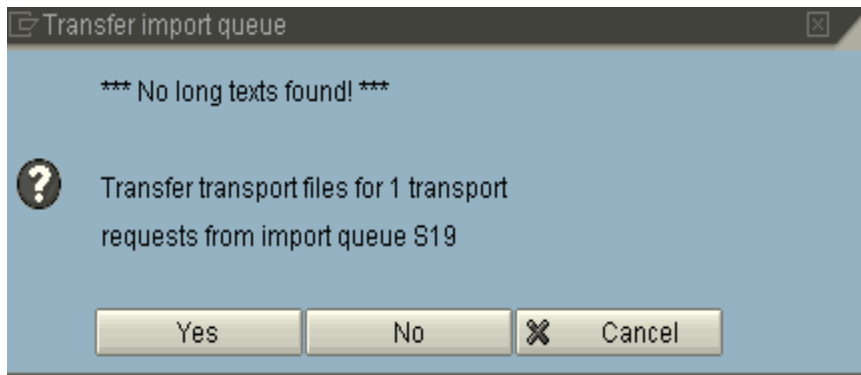 Transfer import queue
*** No long texts found! ***
Transfer transport files for 1 transport
requests from import queue S19
Yes
No
Cancel